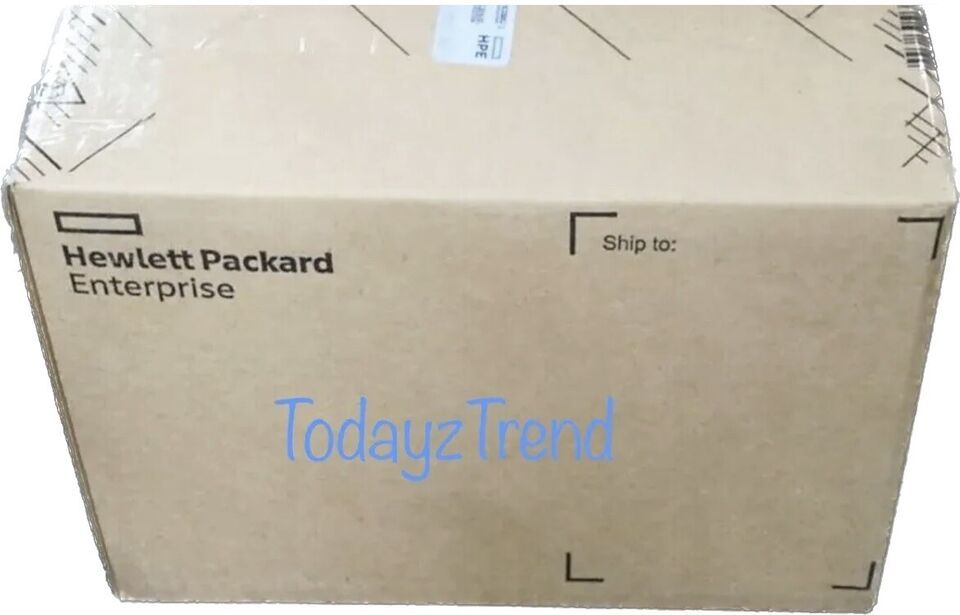 HPE
Hewlett Packard
Enterprise
Ship to:
TodayzTrend